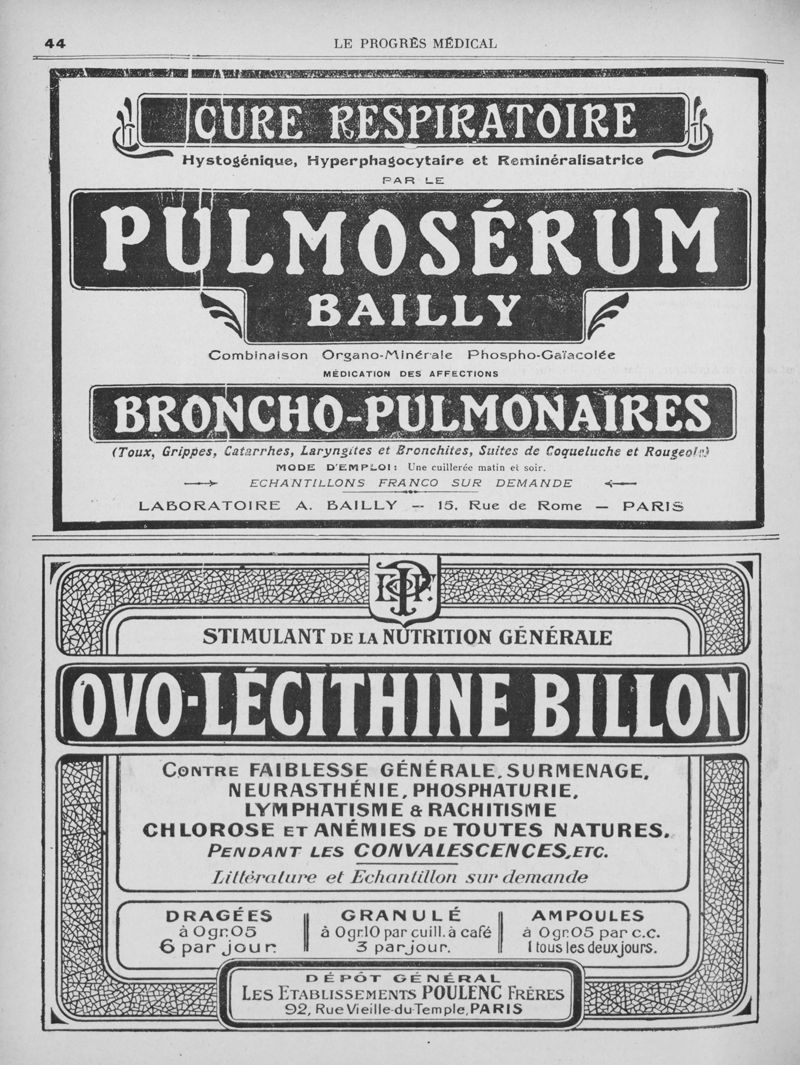 44
LE PROGRÈS MÉDICAL
CURE RESPIRATOIRE
Hystogénique, Hyperphagocytaire et Reminéralisatrice
PAR LE
PULMOSÉRUM
BAILLY
Combinaison Organo-Minérale Phospho-Gaïacolée
MÉDICATION DES AFFECTIONS
BRONCHO-PULMONAIRES
(Toux, Grippes, Catarrhes, Laryngites et Bronchites, Suites de Coqueluche et Rougeole)
MODE D'EMPLOI: Une cuillerée matin et soir.
ECHANTILLONS FRANCO SUR DEMANDE
LABORATOIRE A. BAILLY — 15, Rue de Rome — PARIS
STIMULANT DE LA NUTRITION GÉNÉRALE
OVO-LÉCITHINE BILLON
CONTRE FAIBLESSE GÉNÉRALE, SURMENAGE,
NEURASTHÉNIE, PHOSPHATURIE,
LYMPHATISME & RACHITISME
CHLOROSE ET ANÉMIES DE TOUTES NATURES,
PENDANT LES CONVALESCENCES, ETC.
Littérature et Echantillon sur demande
DRAGÉES
à 0gr.05
6 par jour
GRANULÉ
à 0gr.10 par cuill. à café
3 par jour.
AMPOULES
à 0gr.05 par c.c.
1 tous les deux jours.
DÉPÔT GÉNÉRAL
LES ETABLISSEMENTS POULENC FRÈRES
92, Rue Vieille-du-Temple, PARIS